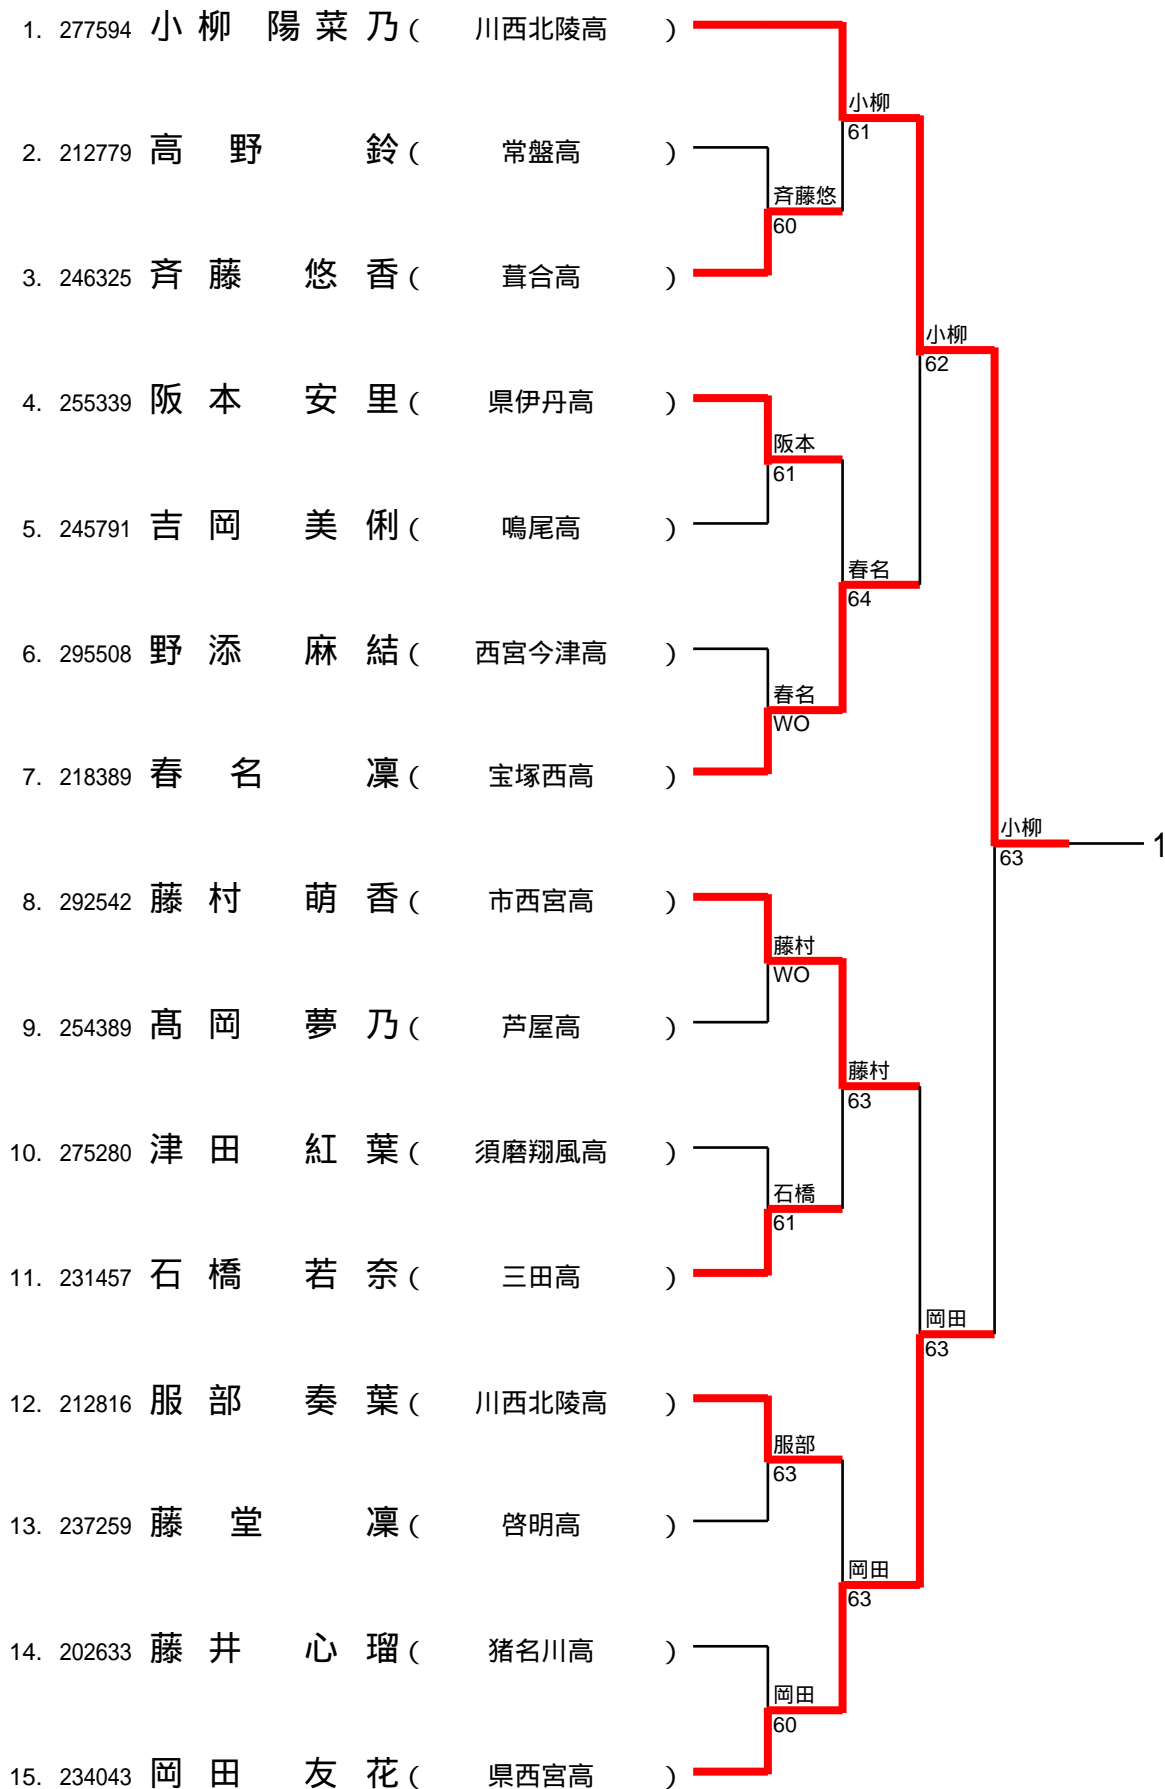 1. 277594 小柳 陽菜乃 ( 川西北陵高 )
小柳
61
2. 212779 高野 鈴 ( 常盤高 )
斉藤悠
60
3. 246325 斉藤 悠香 ( 葺合高 )
小柳
62
4. 255339 阪本 安里 ( 県伊丹高 )
阪本
61
5. 245791 吉岡 美俐 ( 鳴尾高 )
春名
64
6. 295508 野添 麻結 ( 西宮今津高 )
春名
WO
7. 218389 春名 凜 ( 宝塚西高 )
小柳
63
1
8. 292542 藤村 萌香 ( 市西宮高 )
藤村
WO
9. 254389 髙岡 夢乃 ( 芦屋高 )
藤村
63
10. 275280 津田 紅葉 ( 須磨翔風高 )
石橋
61
11. 231457 石橋 若奈 ( 三田高 )
岡田
63
12. 212816 服部 奏葉 ( 川西北陵高 )
服部
63
13. 237259 藤堂 凜 ( 啓明高 )
岡田
63
14. 202633 藤井 心瑠 ( 猪名川高 )
岡田
60
15. 234043 岡田 友花 ( 県西宮高 )